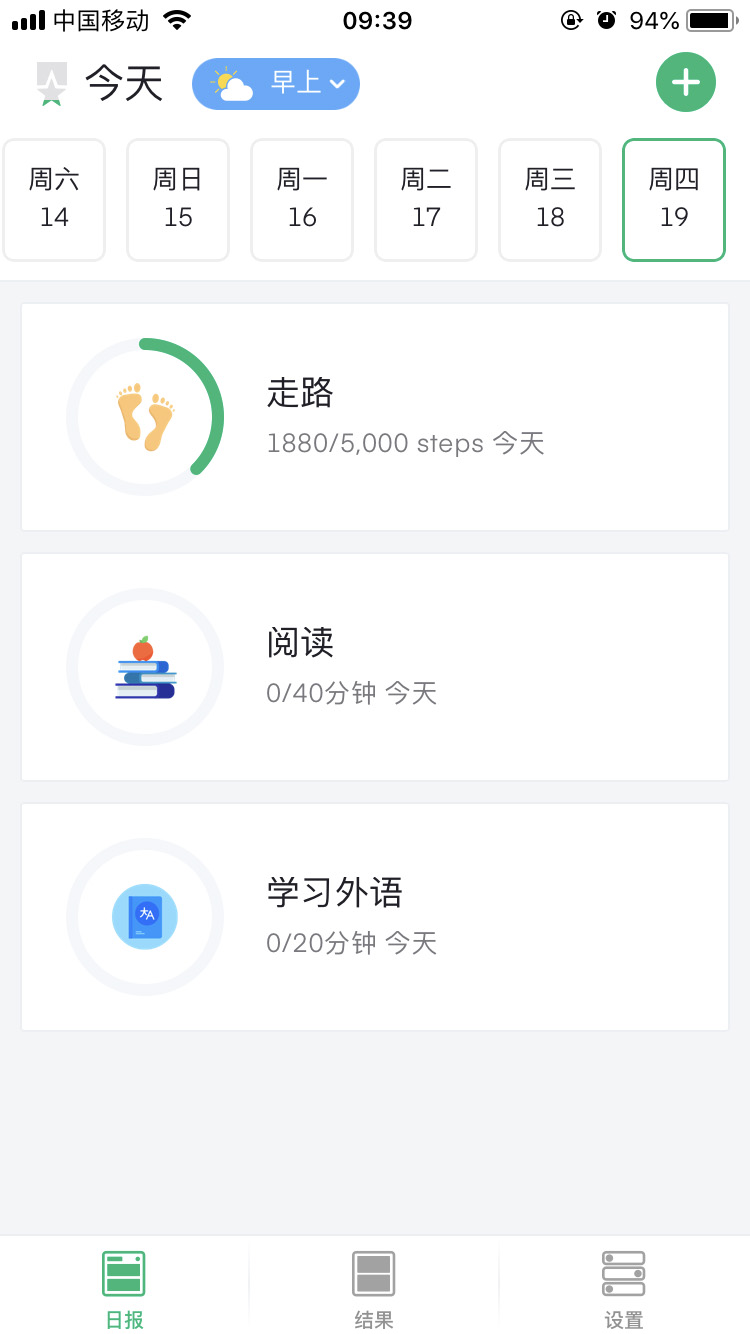 中国移动 09:39 94%
今天 早上
周六 周日 周一 周二 周三 周四
14 15 16 17 18 19
走路
1880/5,000 steps 今天
阅读
0/40分钟 今天
学习外语
0/20分钟 今天
日报 结果 设置